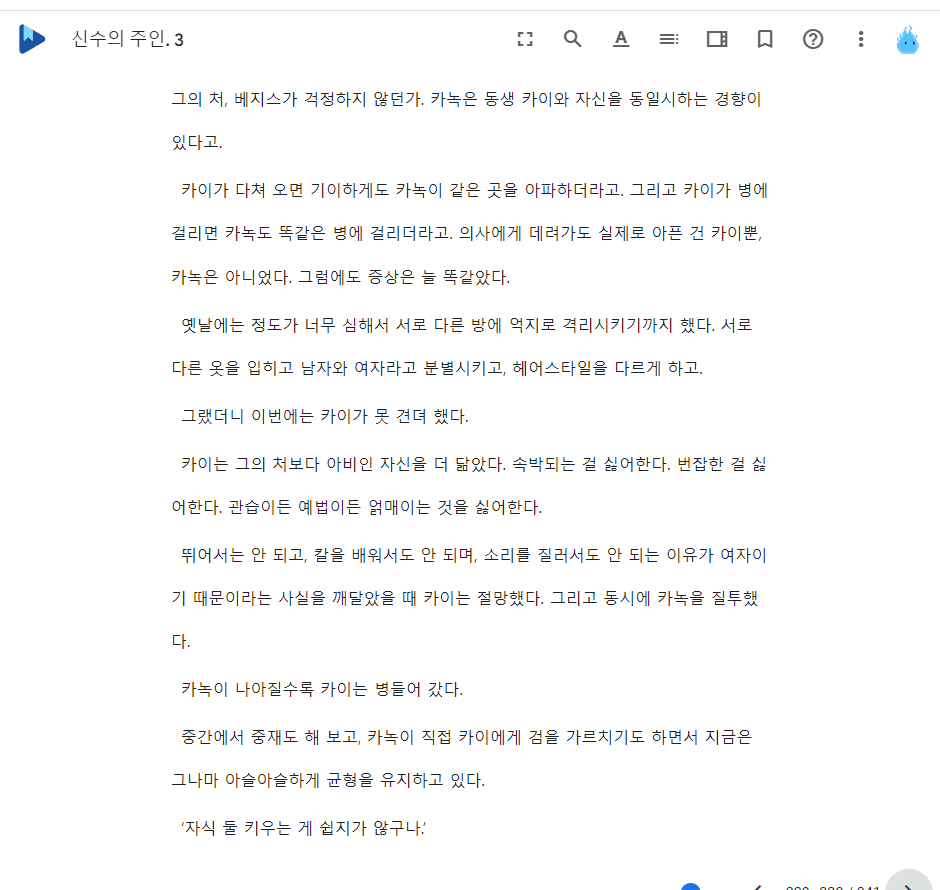 신수의 주인. 3
그의 처, 베지스가 걱정하지 않던가. 카녹은 동생 카이와 자신을 동일시하는 경향이
있다고.
카이가 다쳐 오면 기이하게도 카녹이 같은 곳을 아파하더라고. 그리고 카이가 병에
걸리면 카녹도 똑같은 병에 걸리더라고. 의사에게 데려가도 실제로 아픈 건 카이뿐,
카녹은 아니었다. 그럼에도 증상은 늘 똑같았다.
옛날에는 정도가 너무 심해서 서로 다른 방에 억지로 격리시키기까지 했다. 서로
다른 옷을 입히고 남자와 여자라고 분별시키고, 헤어스타일을 다르게 하고.
그랬더니 이번에는 카이가 못 견뎌 했다.
카이는 그의 처보다 아비인 자신을 더 닮았다. 속박되는 걸 싫어한다. 번잡한 걸 싫
어한다. 관습이든 예법이든 얽매이는 것을 싫어한다.
뛰어서는 안 되고, 칼을 배워서도 안 되며, 소리를 질러서도 안 되는 이유가 여자이
기 때문이라는 사실을 깨달았을 때 카이는 절망했다. 그리고 동시에 카녹을 질투했
다.
카녹이 나아질수록 카이는 병들어 갔다.
중간에서 중재도 해 보고, 카녹이 직접 카이에게 검을 가르치기도 하면서 지금은
그나마 아슬아슬하게 균형을 유지하고 있다.
'자식 둘 키우는 게 쉽지가 않구나.'